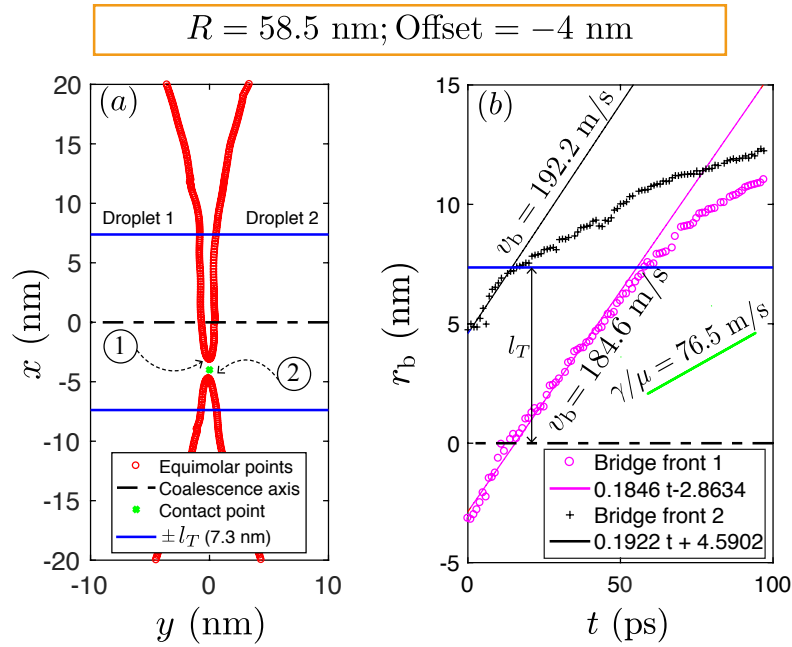 R = 58.5 nm; Offset = −4 nm
(a)
20
15
10
5
0
-5
-10
-15
-20
x (nm)
Droplet 1
Droplet 2
1
2
Equimolar points
Coalescence axis
Contact point
± l_T (7.3 nm)
-10
0
10
y (nm)
(b)
15
10
5
0
-5
r_b (nm)
v_b = 192.2 m/s
v_b = 184.6 m/s
l_T
γ/μ = 76.5 m/s
Bridge front 1
0.1846 t-2.8634
Bridge front 2
0.1922 t + 4.5902
0
50
100
t (ps)